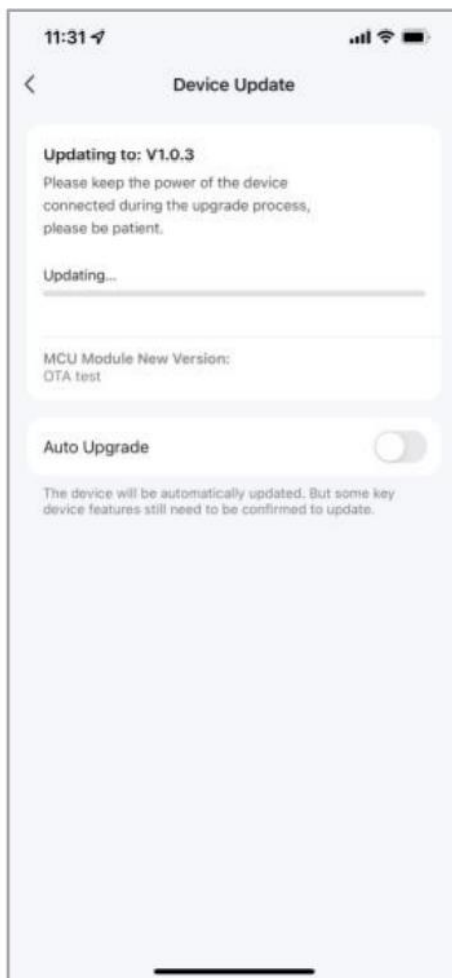 11:31
Device Update
Updating to: V1.0.3
Please keep the power of the device
connected during the upgrade process,
please be patient.
Updating...
MCU Module New Version:
OTA test
Auto Upgrade
The device will be automatically updated. But some key
device features still need to be confirmed to update.